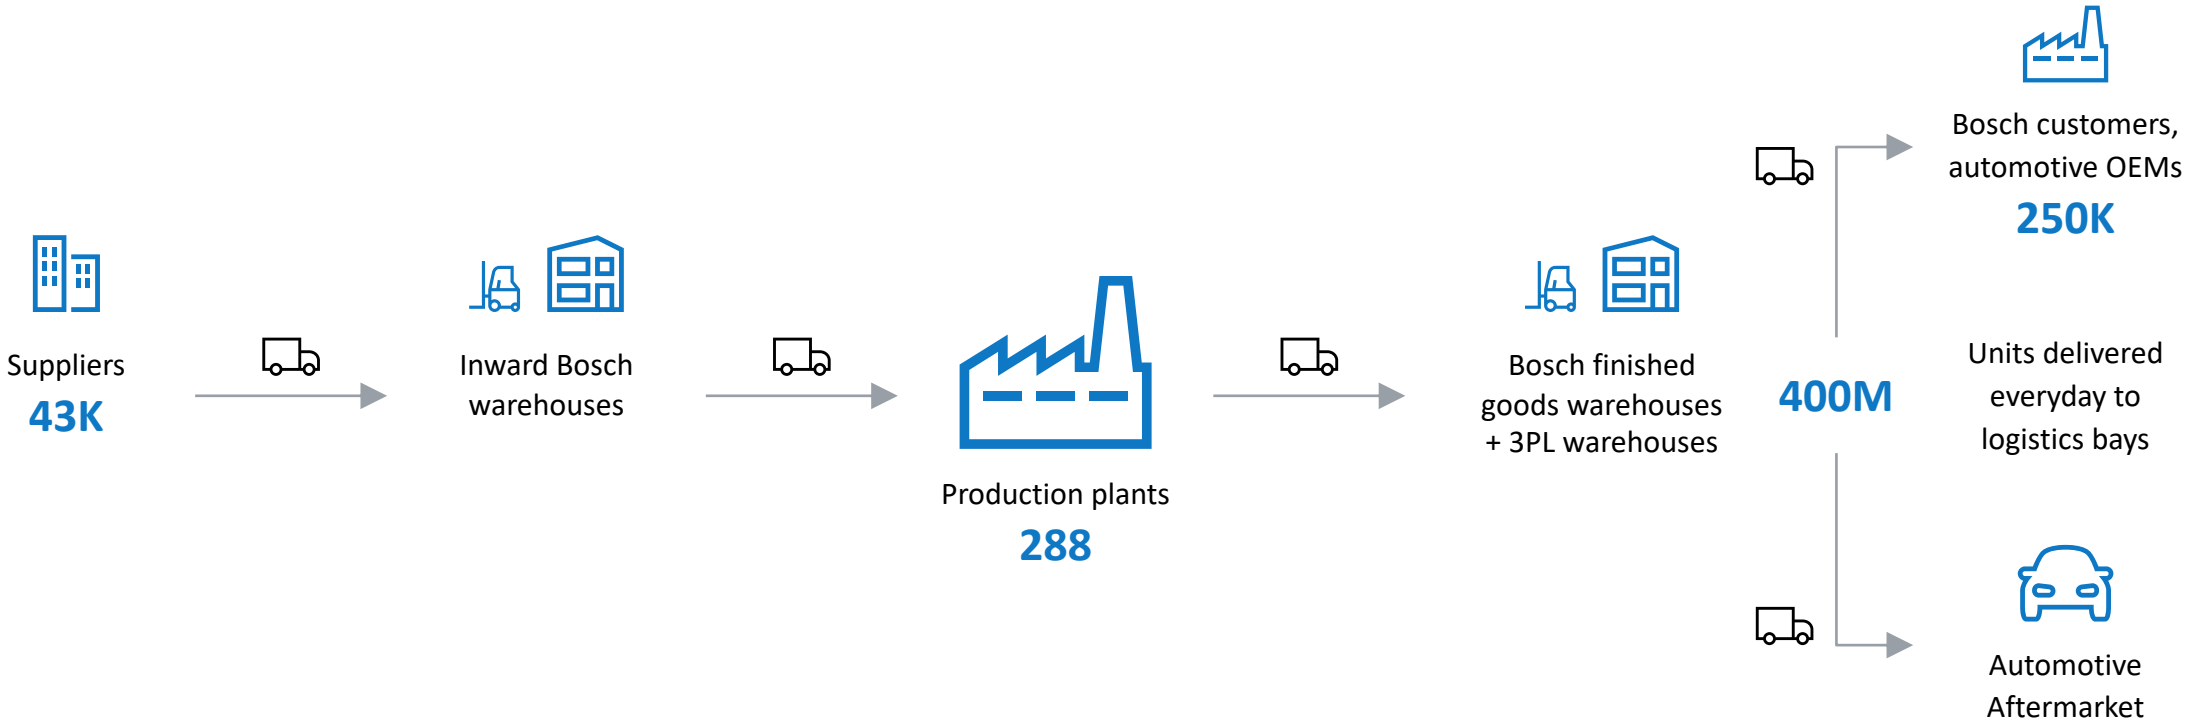 Suppliers
43K
Inward Bosch
warehouses
Production plants
288
Bosch finished
goods warehouses
+ 3PL warehouses
400M
Units delivered
everyday to
logistics bays
Bosch customers,
automotive OEMs
250K
Automotive
Aftermarket